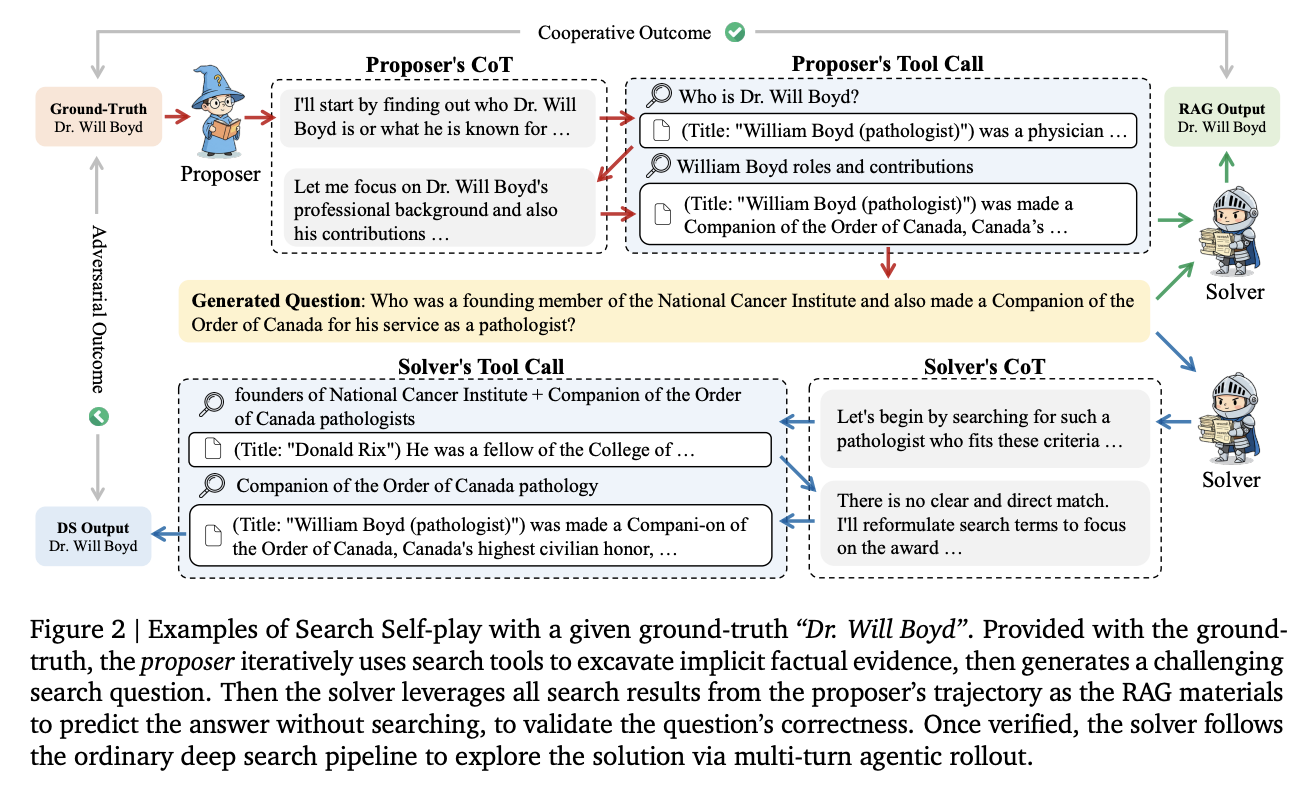 Cooperative Outcome
Proposer's CoT
Proposer's Tool Call
Ground-Truth
Dr. Will Boyd
Proposer
I'll start by finding out who Dr. Will
Boyd is or what he is known for …
Let me focus on Dr. Will Boyd's
professional background and also
his contributions …
Who is Dr. Will Boyd?
(Title: "William Boyd (pathologist)") was a physician …
William Boyd roles and contributions
(Title: "William Boyd (pathologist)") was made a
Companion of the Order of Canada, Canada's …
RAG Output
Dr. Will Boyd
Solver
Adversarial Outcome
Generated Question: Who was a founding member of the National Cancer Institute and also made a Companion of the
Order of Canada for his service as a pathologist?
Solver's Tool Call
Solver's CoT
founders of National Cancer Institute + Companion of the Order
of Canada pathologists
(Title: "Donald Rix") He was a fellow of the College of …
Companion of the Order of Canada pathology
(Title: "William Boyd (pathologist)") was made a Compani-on of
the Order of Canada, Canada's highest civilian honor, …
Let's begin by searching for such a
pathologist who fits these criteria …
There is no clear and direct match.
I'll reformulate search terms to focus
on the award …
Solver
DS Output
Dr. Will Boyd
Figure 2 | Examples of Search Self-play with a given ground-truth “Dr. Will Boyd”. Provided with the ground-
truth, the proposer iteratively uses search tools to excavate implicit factual evidence, then generates a challenging
search question. Then the solver leverages all search results from the proposer’s trajectory as the RAG materials
to predict the answer without searching, to validate the question’s correctness. Once verified, the solver follows
the ordinary deep search pipeline to explore the solution via multi-turn agentic rollout.